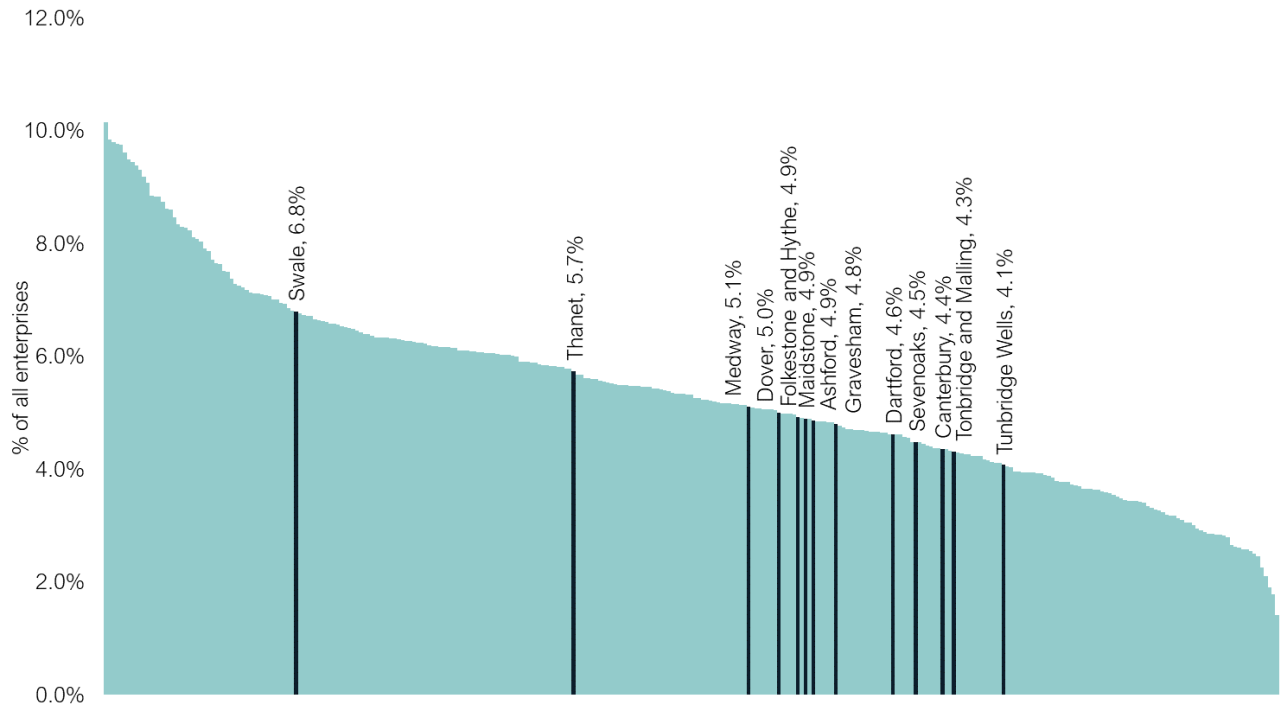 12.0%
10.0%
8.0%
6.0%
4.0%
2.0%
0.0%
% of all enterprises
Swale, 6.8%
Thanet, 5.7%
Medway, 5.1%
Dover, 5.0%
Folkestone and Hythe, 4.9%
Maidstone, 4.9%
Ashford, 4.9%
Gravesham, 4.8%
Dartford, 4.6%
Sevenoaks, 4.5%
Canterbury, 4.4%
Tonbridge and Malling, 4.3%
Tunbridge Wells, 4.1%